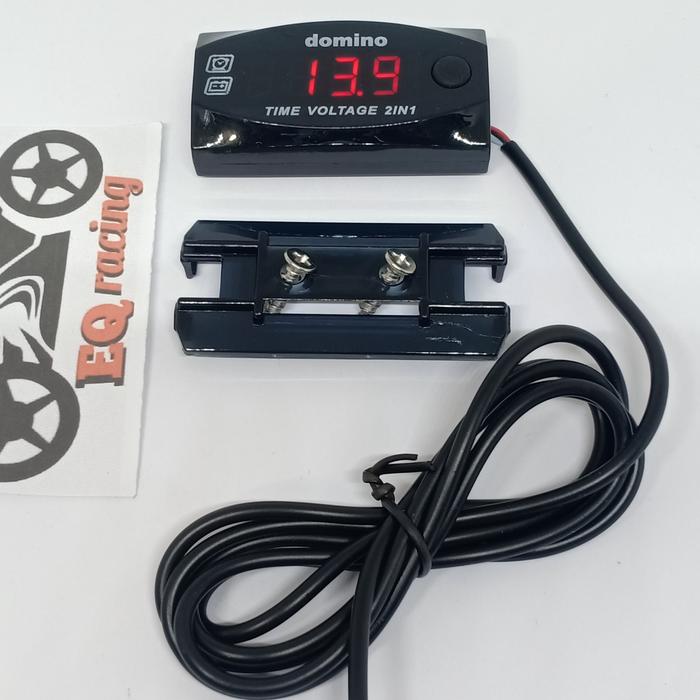 domino
13.9
TIME VOLTAGE 2IN1
EQ racing